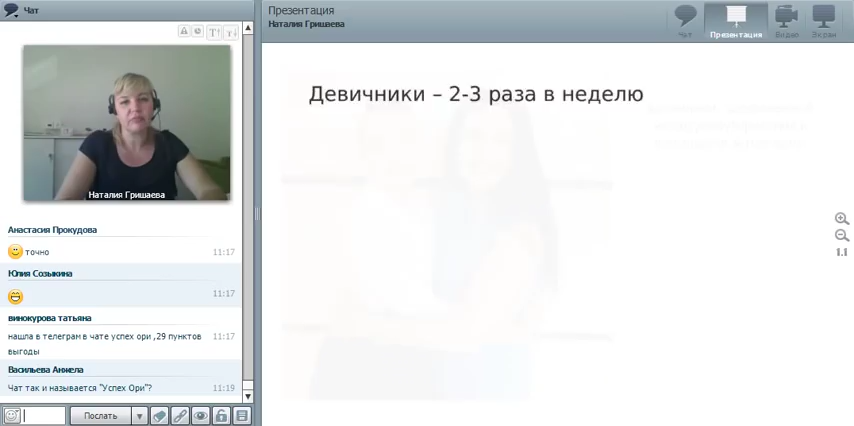 Чат
Презентация
Наталия Гришаева
Чат
Презентация
Видео
Экран
Наталия Гришаева
Девичники – 2-3 раза в неделю
Анастасия Прокудова
точно 11:17
Юлия Созыкина
11:17
винокурова татьяна
нашла в телеграм в чате успех ори ,29 пунктов 11:17
выгоды
Васильева Анжела
Чат так и называется "Успех Ори"? 11:19
Послать
1:1